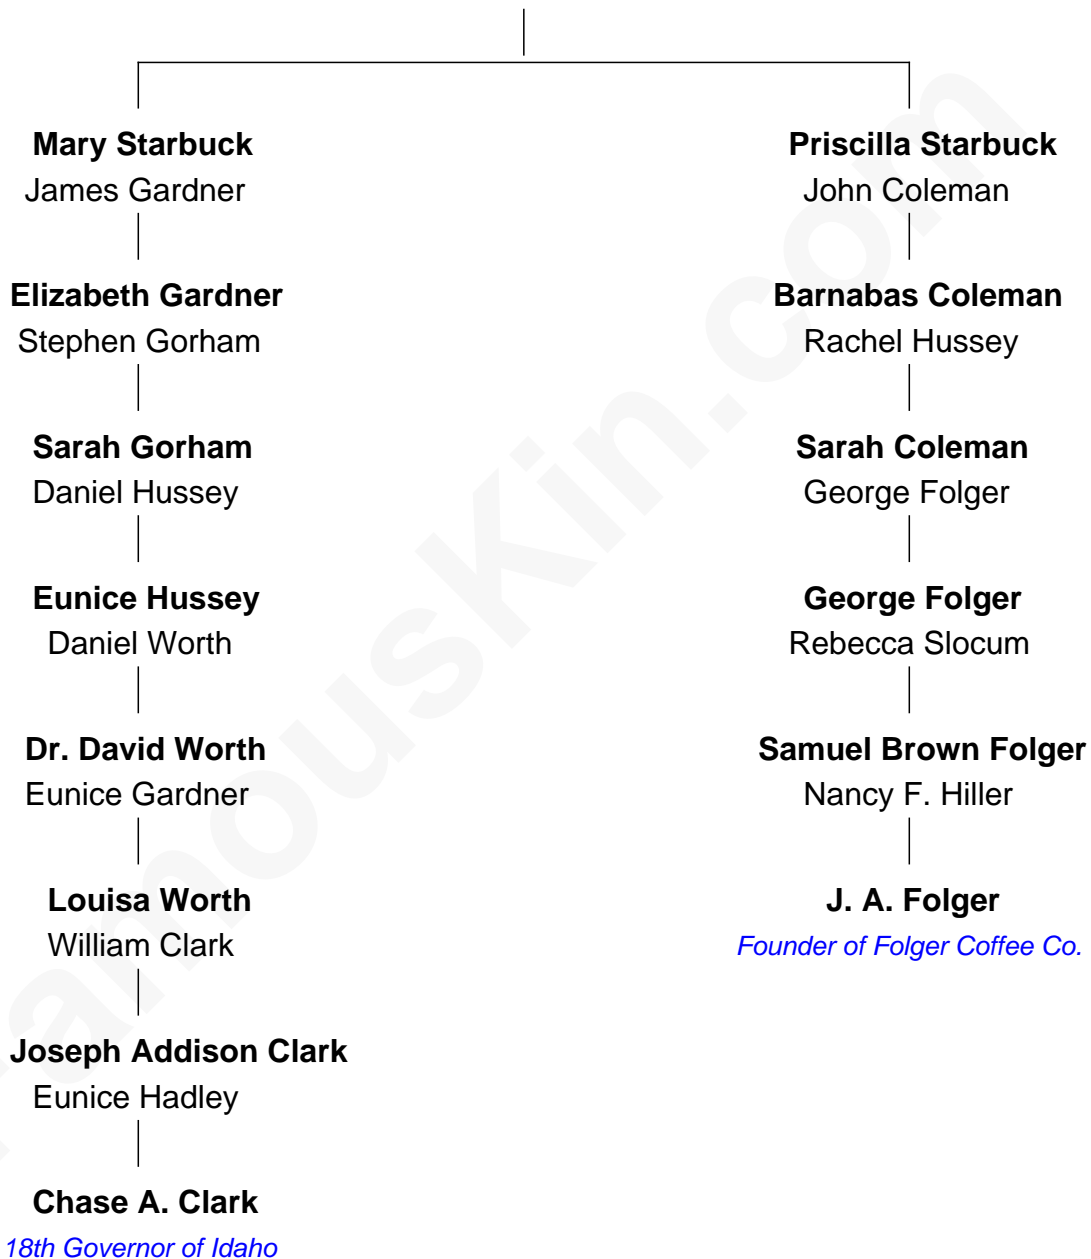 Mary Starbuck
James Gardner
Priscilla Starbuck
John Coleman
Elizabeth Gardner
Stephen Gorham
Barnabas Coleman
Rachel Hussey
Sarah Gorham
Daniel Hussey
Sarah Coleman
George Folger
Eunice Hussey
Daniel Worth
George Folger
Rebecca Slocum
Dr. David Worth
Eunice Gardner
Samuel Brown Folger
Nancy F. Hiller
Louisa Worth
William Clark
J. A. Folger
Founder of Folger Coffee Co.
Joseph Addison Clark
Eunice Hadley
Chase A. Clark
18th Governor of Idaho
FamousKin.com